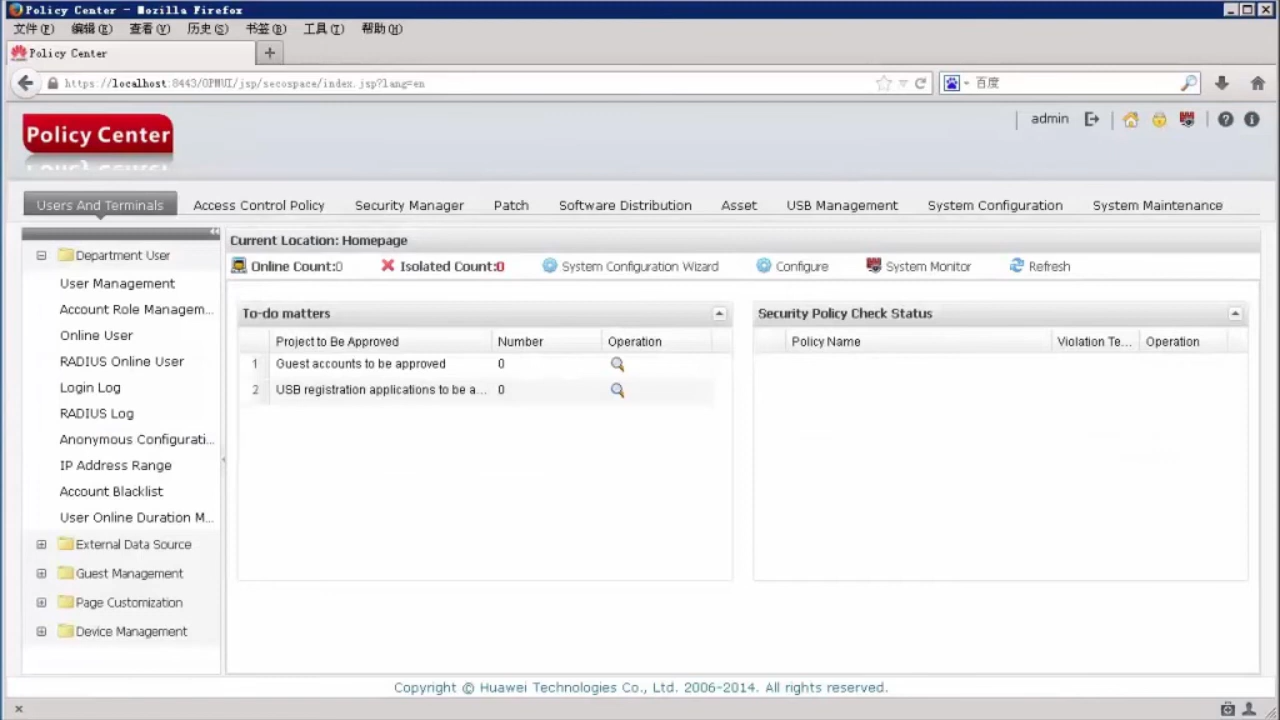 Policy Center - Mozilla Firefox
文件(F) 编辑(E) 查看(V) 历史(S) 书签(B) 工具(T) 帮助(H)
Policy Center +
https://localhost:8443/OPMUI/jsp/secospace/index.jsp?lang=en 百度
admin
Policy Center
Users And Terminals Access Control Policy Security Manager Patch Software Distribution Asset USB Management System Configuration System Maintenance
Current Location: Homepage
Online Count:0 Isolated Count:0 System Configuration Wizard Configure System Monitor Refresh
Department User
User Management
Account Role Managem...
Online User
RADIUS Online User
Login Log
RADIUS Log
Anonymous Configurati...
IP Address Range
Account Blacklist
User Online Duration M...
External Data Source
Guest Management
Page Customization
Device Management
To-do matters
Project to Be Approved Number Operation
1 Guest accounts to be approved 0
2 USB registration applications to be a... 0
Security Policy Check Status
Policy Name Violation Te... Operation
Copyright © Huawei Technologies Co., Ltd. 2006-2014. All rights reserved.